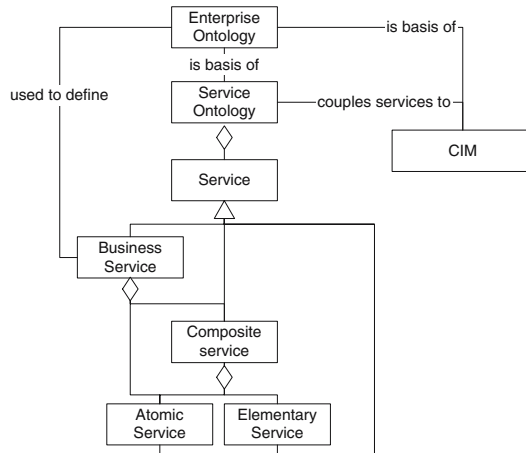 Enterprise
Ontology
is basis of
is basis of
used to define
Service
Ontology
couples services to
CIM
Service
Business
Service
Composite
service
Atomic
Service
Elementary
Service